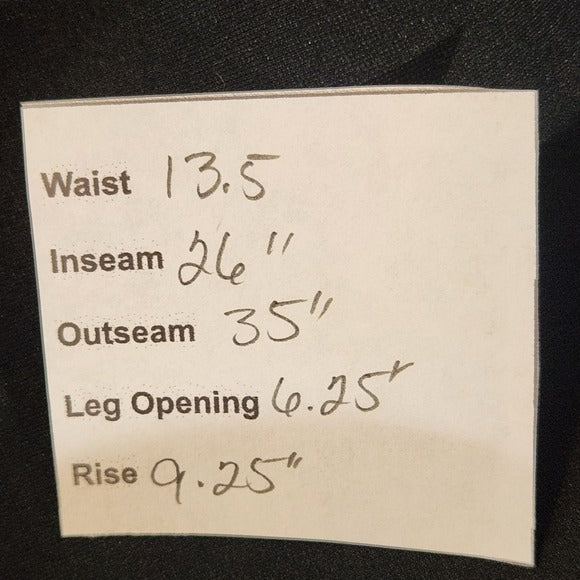 Waist 13.5
Inseam 26"
Outseam 35"
Leg Opening 6.25"
Rise 9.25"